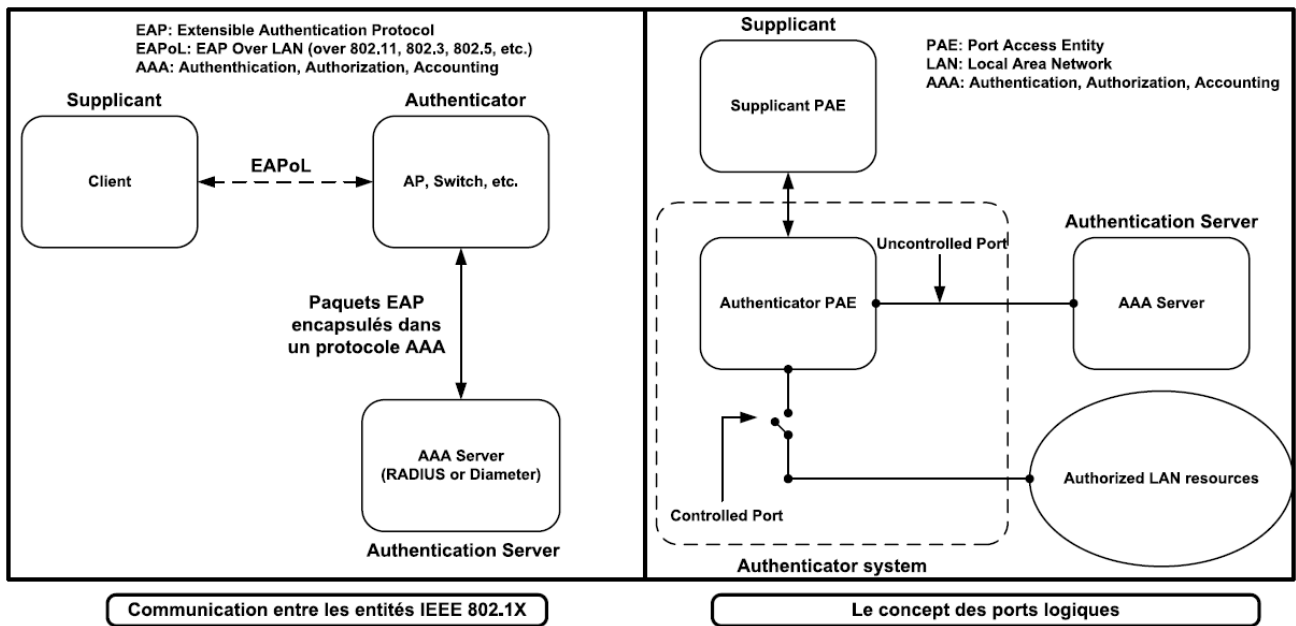 EAP: Extensible Authentication Protocol
EAPoL: EAP Over LAN (over 802.11, 802.3, 802.5, etc.)
AAA: Authenthication, Authorization, Accounting
Supplicant
Authenticator
Client
EAPoL
AP, Switch, etc.
Paquets EAP
encapsulés dans
un protocole AAA
AAA Server
(RADIUS or Diameter)
Authentication Server
Communication entre les entités IEEE 802.1X
Supplicant
PAE: Port Access Entity
LAN: Local Area Network
AAA: Authentication, Authorization, Accounting
Supplicant PAE
Authentication Server
Uncontrolled Port
Authenticator PAE
AAA Server
Authorized LAN resources
Controlled Port
Authenticator system
Le concept des ports logiques